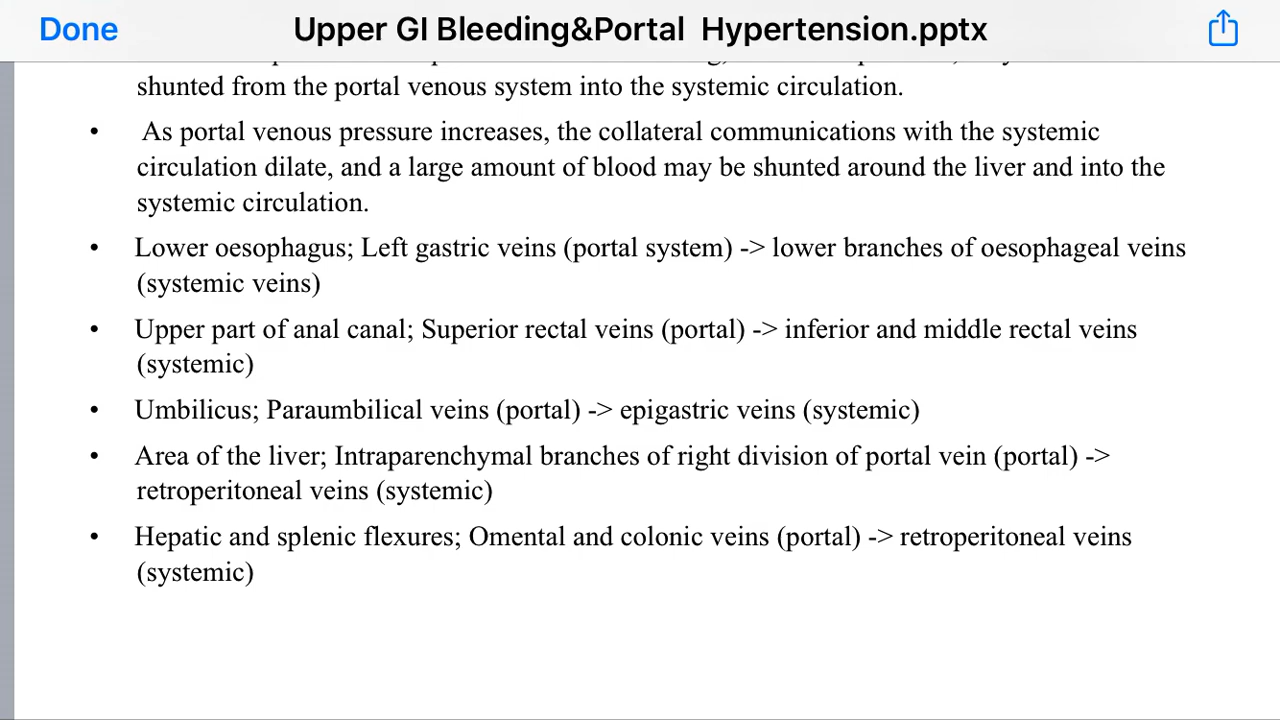 Done Upper GI Bleeding&Portal Hypertension.pptx
shunted from the portal venous system into the systemic circulation.
• As portal venous pressure increases, the collateral communications with the systemic
circulation dilate, and a large amount of blood may be shunted around the liver and into the
systemic circulation.
• Lower oesophagus; Left gastric veins (portal system) -> lower branches of oesophageal veins
(systemic veins)
• Upper part of anal canal; Superior rectal veins (portal) -> inferior and middle rectal veins
(systemic)
• Umbilicus; Paraumbilical veins (portal) -> epigastric veins (systemic)
• Area of the liver; Intraparenchymal branches of right division of portal vein (portal) ->
retroperitoneal veins (systemic)
• Hepatic and splenic flexures; Omental and colonic veins (portal) -> retroperitoneal veins
(systemic)